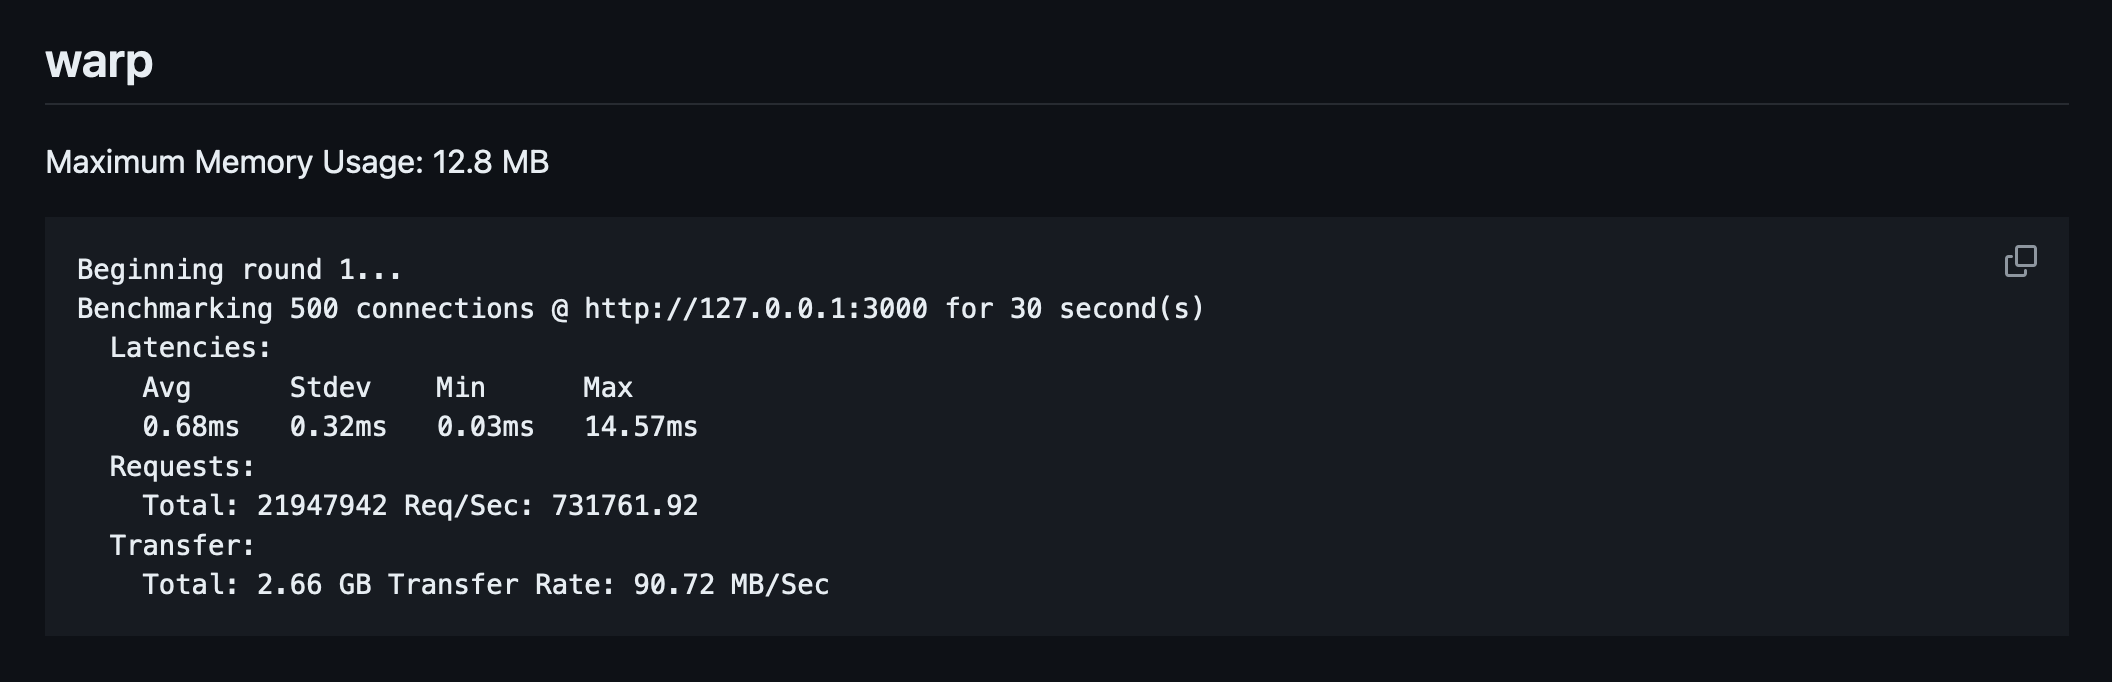 warp
Maximum Memory Usage: 12.8 MB
Beginning round 1...
Benchmarking 500 connections @ http://127.0.0.1:3000 for 30 second(s)
  Latencies:
    Avg      Stdev    Min      Max
    0.68ms   0.32ms   0.03ms   14.57ms
  Requests:
    Total: 21947942 Req/Sec: 731761.92
  Transfer:
    Total: 2.66 GB Transfer Rate: 90.72 MB/Sec